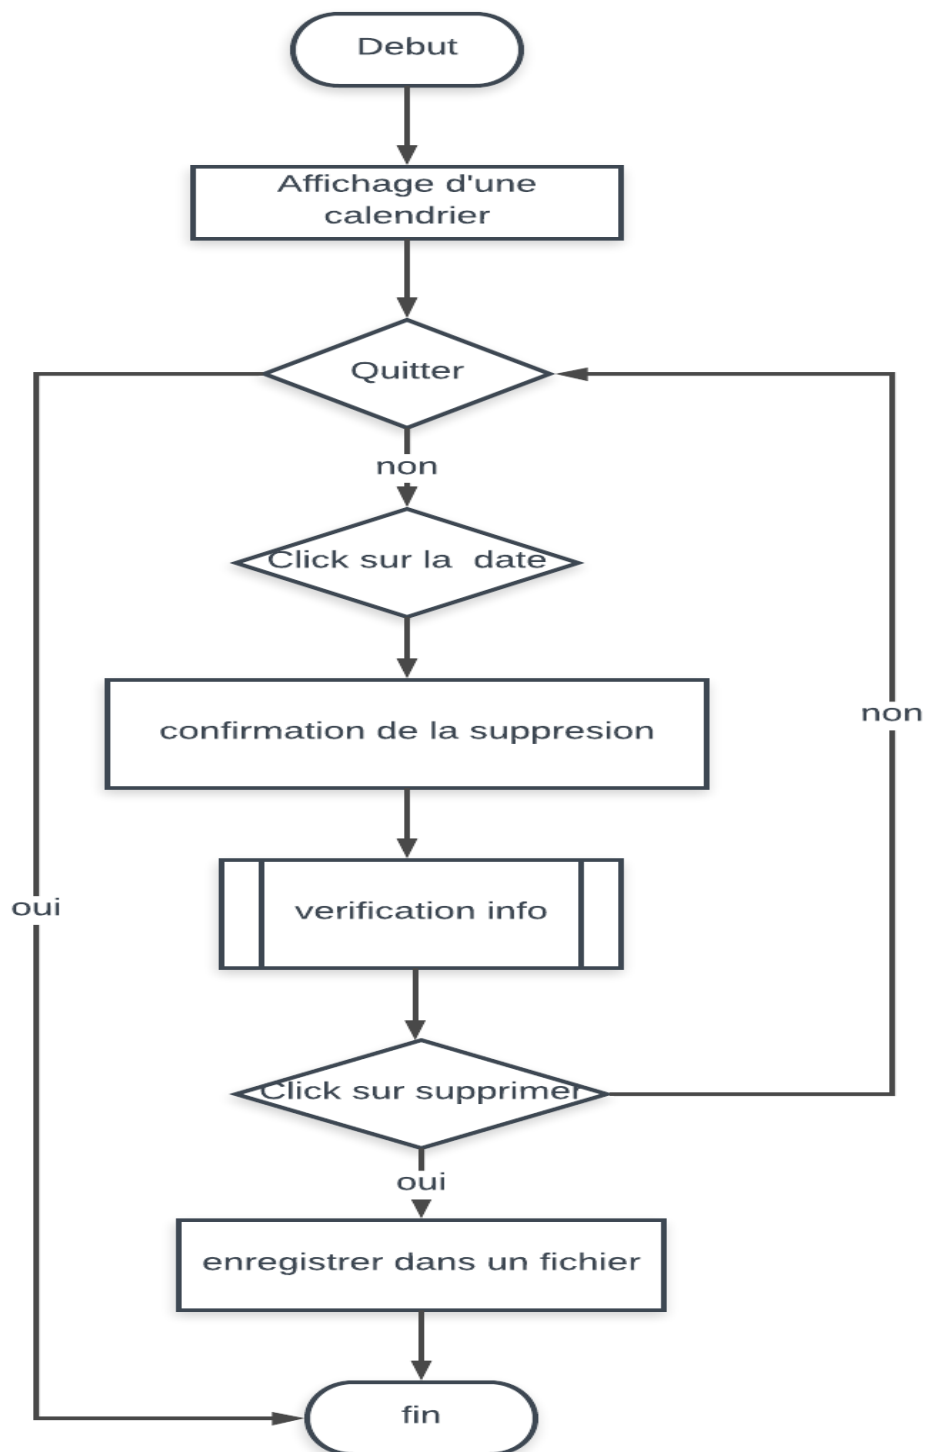 Debut
Affichage d'une
calendrier
Quitter
non
Click sur la  date
confirmation de la suppresion
non
oui
verification info
Click sur supprimer
oui
enregistrer dans un fichier
fin